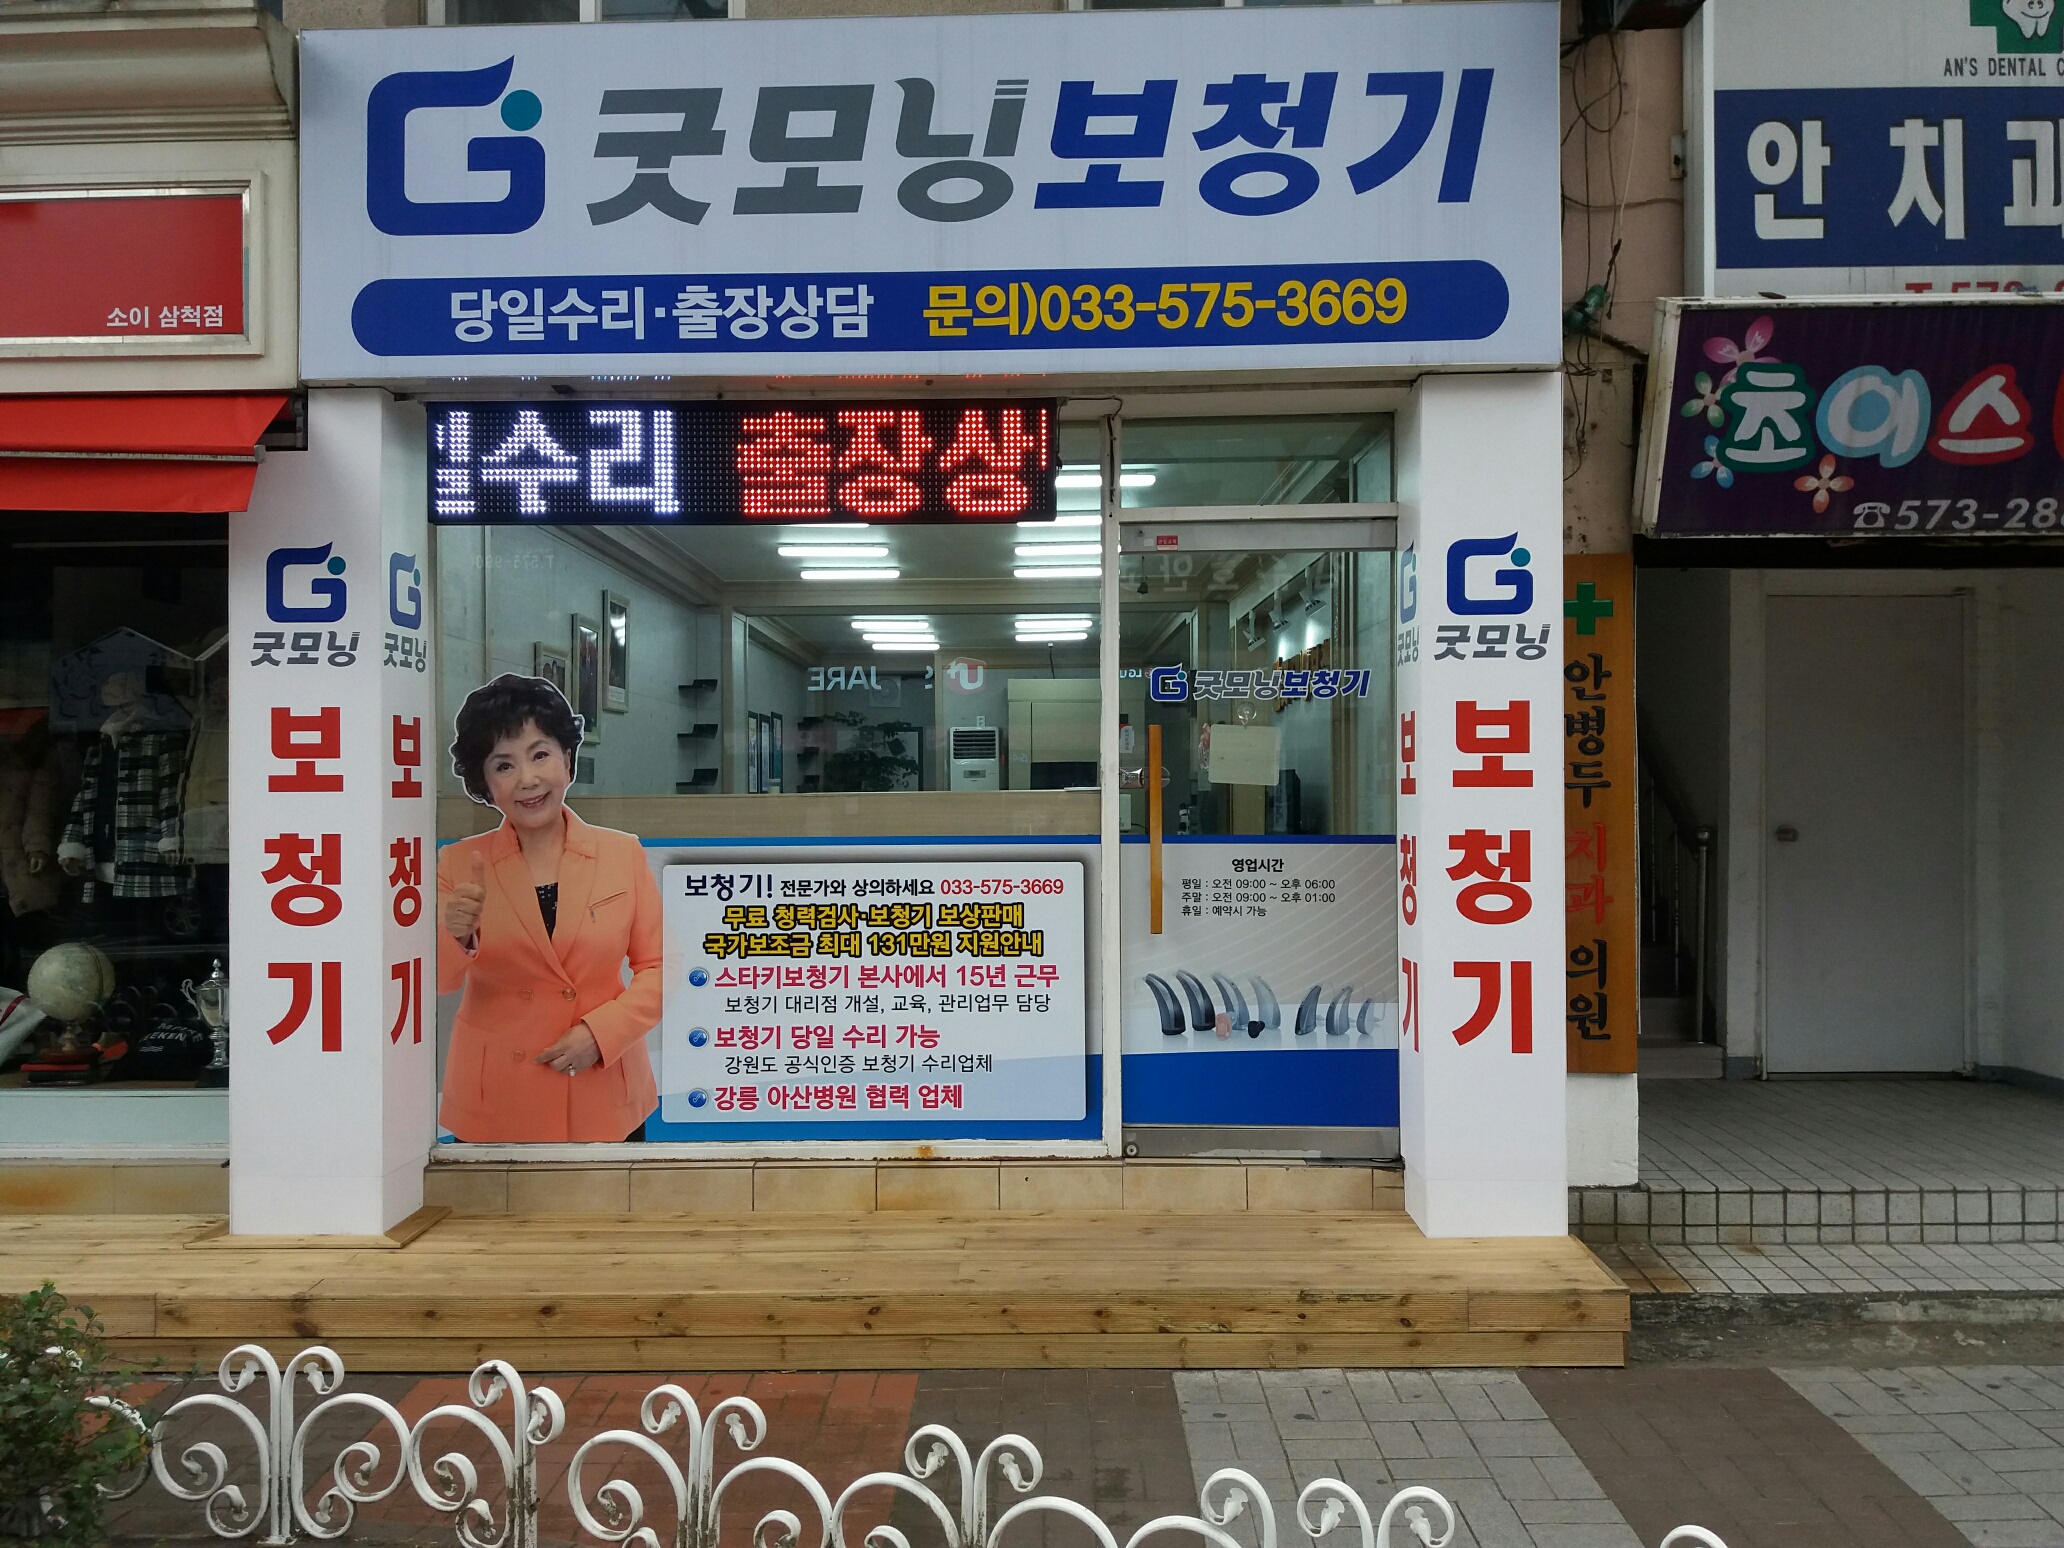 굿모닝보청기
당일수리·출장상담 문의)033-575-3669
소이 삼척점
AN'S DENTAL
안 치과
초이스
☎573-28
수리 출장상
굿모닝
보청기
굿모닝
보청기
굿모닝
보청기
굿모닝
보청기
굿모닝보청기
안병두 치과 의원
보청기! 전문가와 상의하세요 033-575-3669
무료 청력검사·보청기 보상판매
국가보조금 최대 131만원 지원안내
스타키보청기 본사에서 15년 근무
보청기 대리점 개설, 교육, 관리업무 담당
보청기 당일 수리 가능
강원도 공식인증 보청기 수리업체
강릉 아산병원 협력 업체
영업시간
평일 : 오전 09:00 ~ 오후 06:00
주말 : 오전 09:00 ~ 오후 01:00
휴일 : 예약시 가능